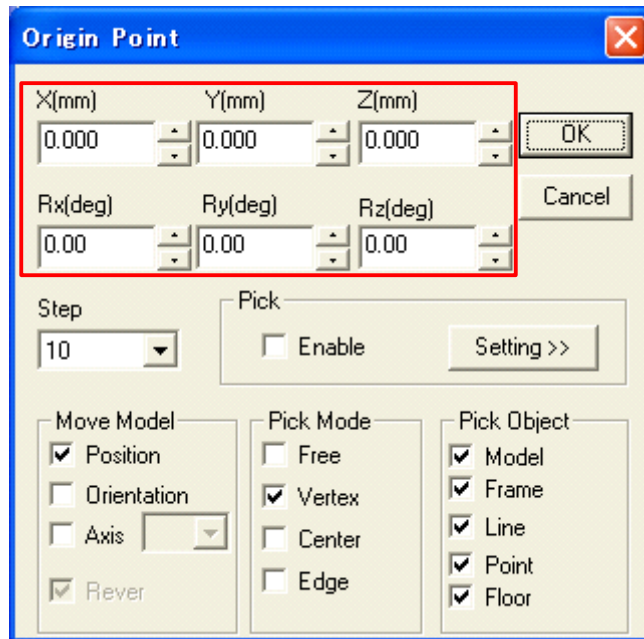 Origin Point
X(mm) Y(mm) Z(mm)
0.000 0.000 0.000 OK
Rx(deg) Ry(deg) Rz(deg) Cancel
0.00 0.00 0.00
Step Pick
10 Enable Setting >>
Move Model Pick Mode Pick Object
Position Free Model
Orientation Vertex Frame
Axis Center Line
Rever Edge Point
Floor